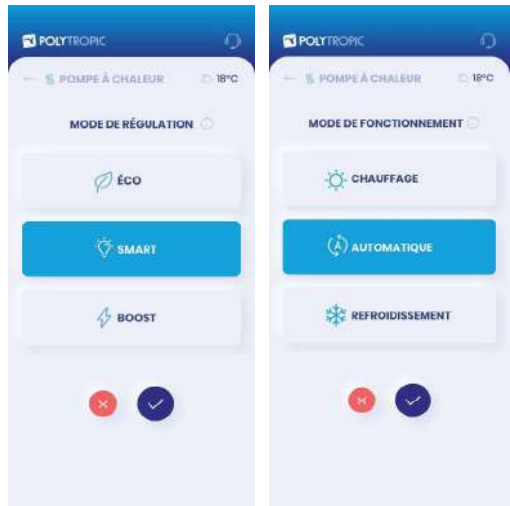 POLYTROPIC
POMPE À CHALEUR 18°C
MODE DE RÉGULATION
ÉCO
SMART
BOOST
POLYTROPIC
POMPE À CHALEUR 18°C
MODE DE FONCTIONNEMENT
CHAUFFAGE
A AUTOMATIQUE
REFROIDISSEMENT